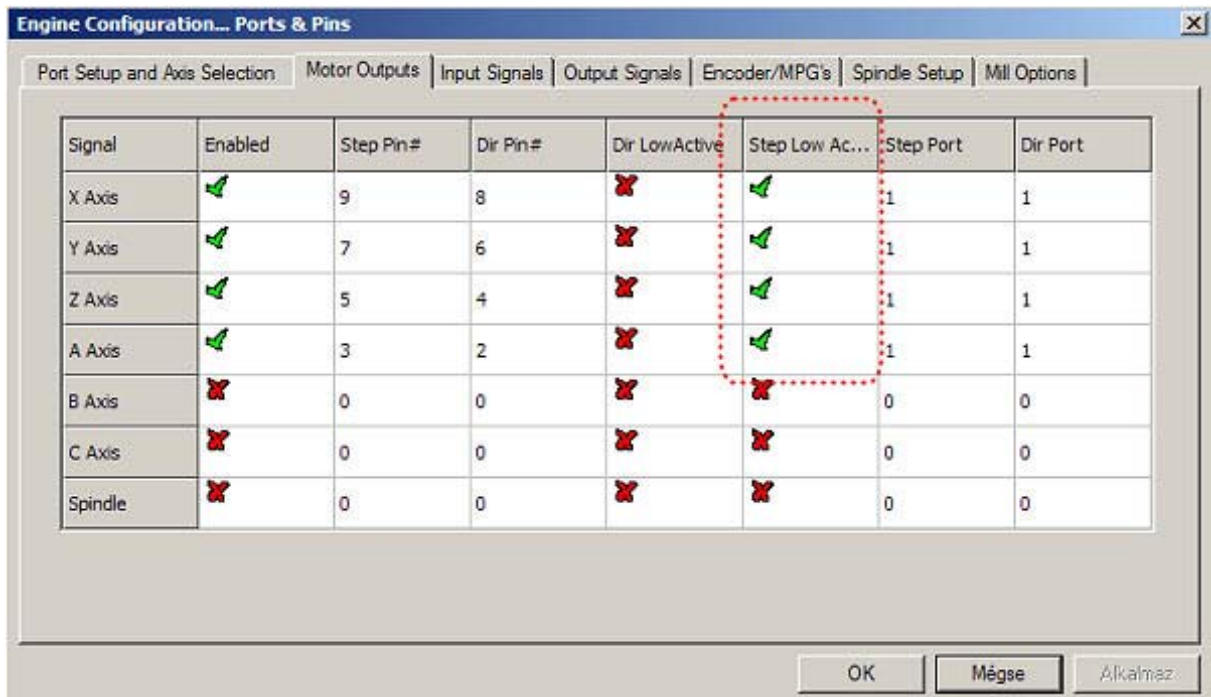 Engine Configuration... Ports & Pins
Port Setup and Axis Selection Motor Outputs Input Signals Output Signals Encoder/MPG's Spindle Setup Mill Options
Signal Enabled Step Pin# Dir Pin# Dir LowActive Step Low Ac... Step Port Dir Port
X Axis 9 8 1 1
Y Axis 7 6 1 1
Z Axis 5 4 1 1
A Axis 3 2 1 1
B Axis 0 0 0 0
C Axis 0 0 0 0
Spindle 0 0 0 0
OK Mégse Alkalmaz